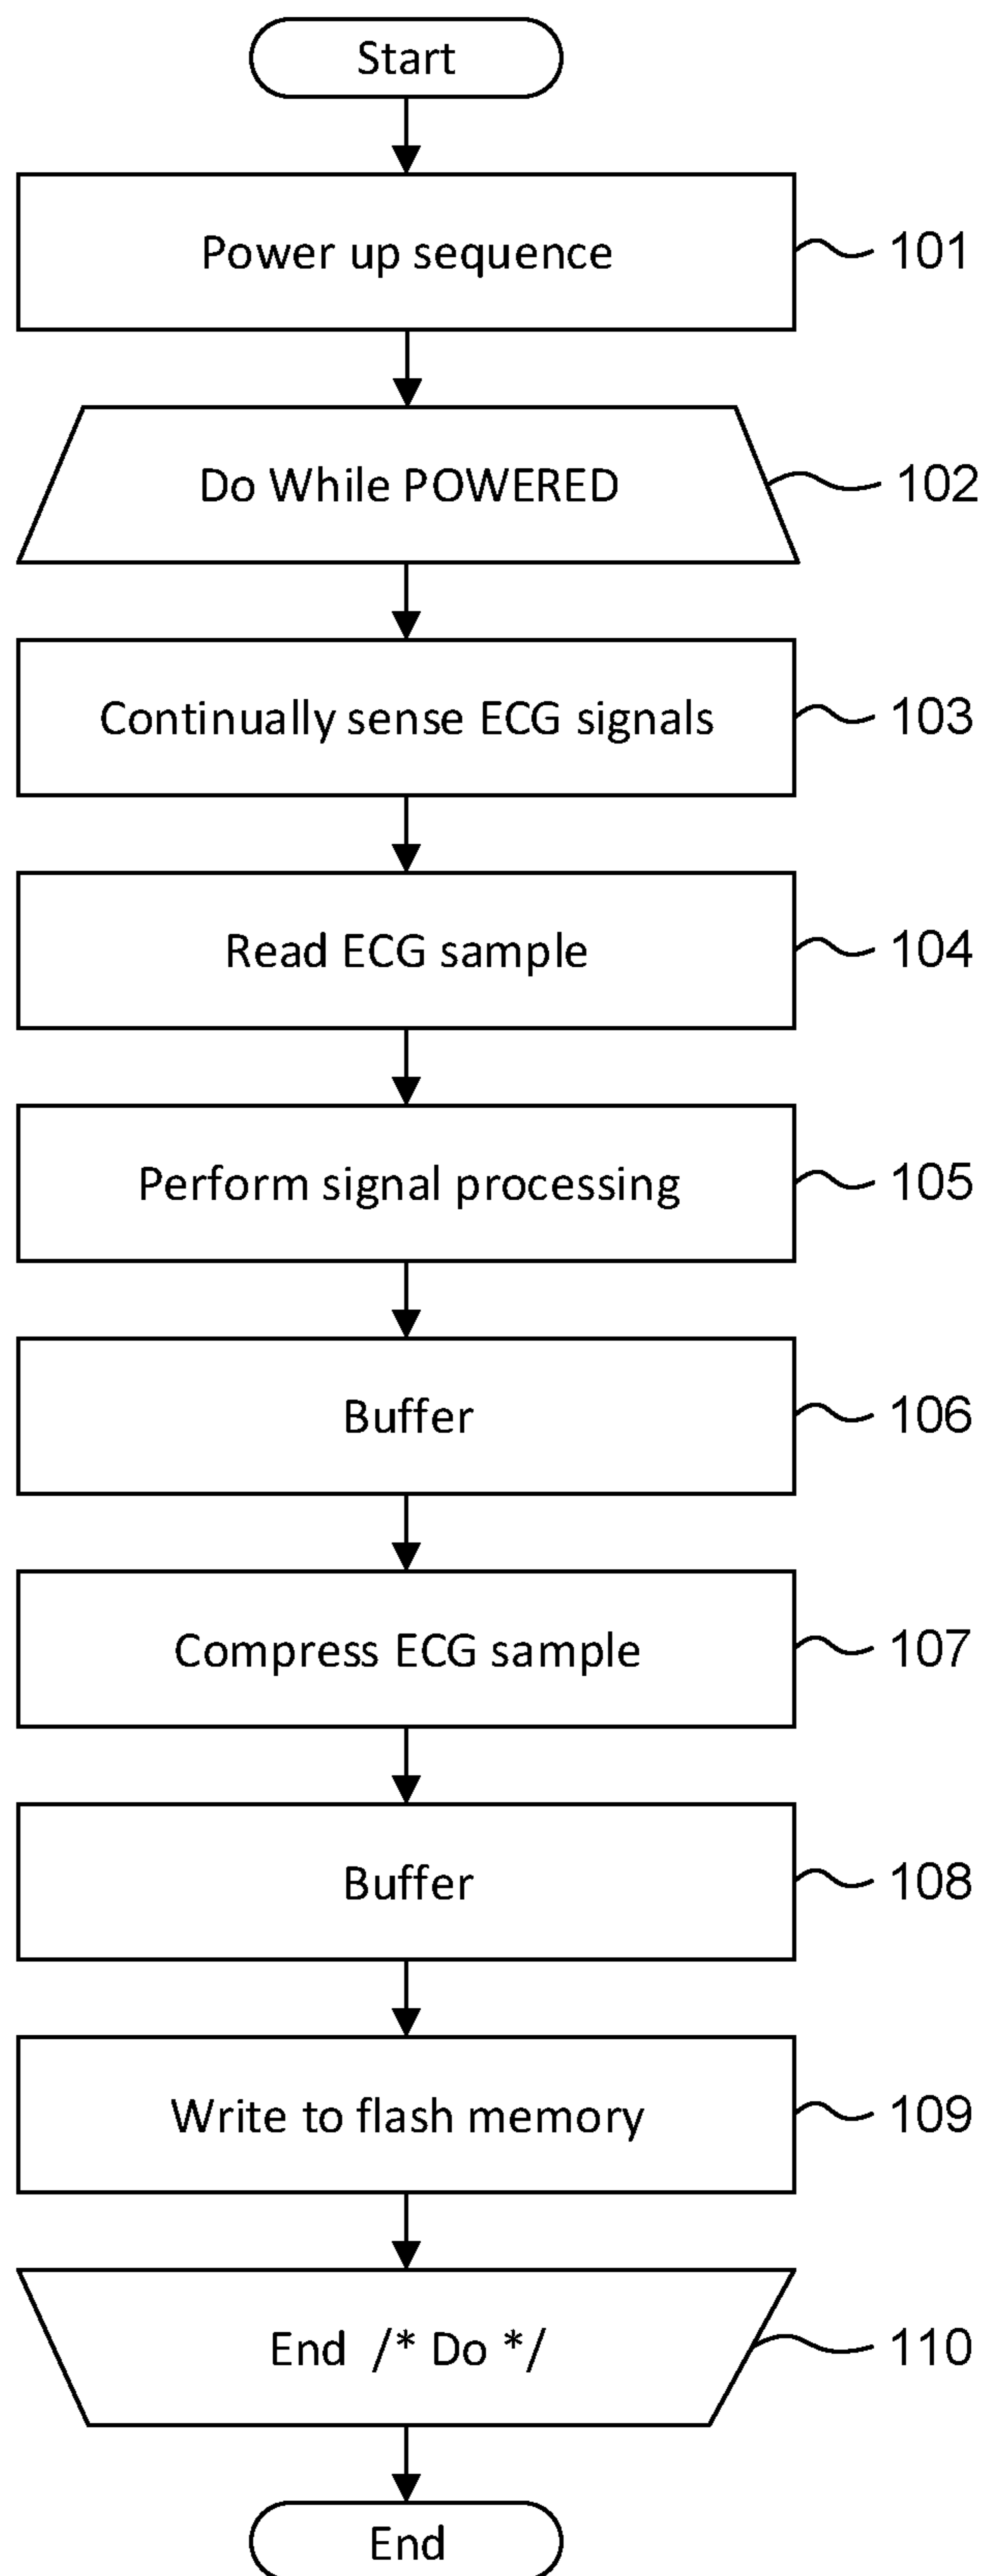 Start
Power up sequence
101
Do While POWERED
102
Continually sense ECG signals
103
Read ECG sample
104
Perform signal processing
105
Buffer
106
Compress ECG sample
107
Buffer
108
Write to flash memory
109
End /* Do */
110
End